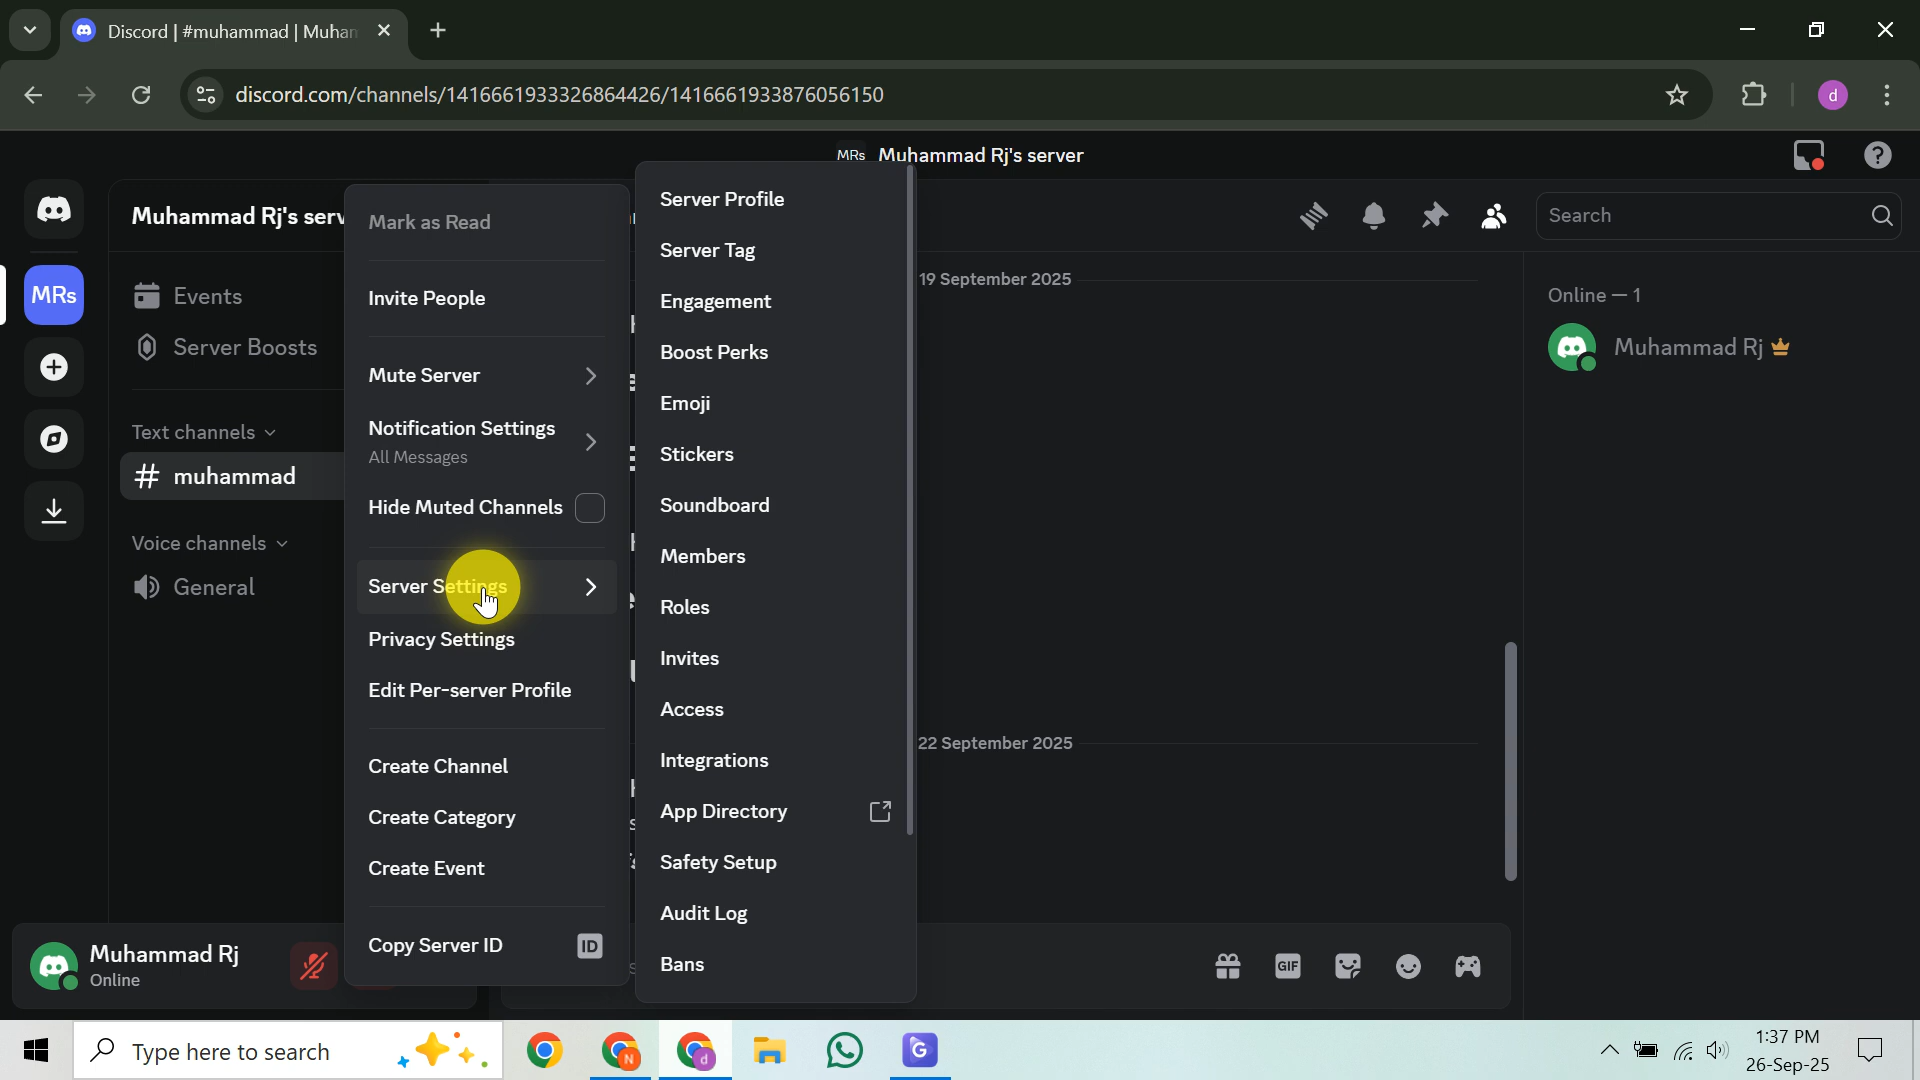 Discord | #muhammad | Muham
discord.com/channels/1416661933326864426/1416661933876056150
d
MRs Muhammad Rj's server
Muhammad Rj's serv
Search
MRs
Events
Server Boosts
Text channels
muhammad
Voice channels
General
Muhammad Rj
Online
Mark as Read
Invite People
Mute Server
Notification Settings
All Messages
Hide Muted Channels
Server Settings
Privacy Settings
Edit Per-server Profile
Create Channel
Create Category
Create Event
Copy Server ID
ID
Server Profile
Server Tag
Engagement
Boost Perks
Emoji
Stickers
Soundboard
Members
Roles
Invites
Access
Integrations
App Directory
Safety Setup
Audit Log
Bans
19 September 2025
22 September 2025
GIF
Online — 1
Muhammad Rj
Type here to search
N
d
G
1:37 PM
26-Sep-25